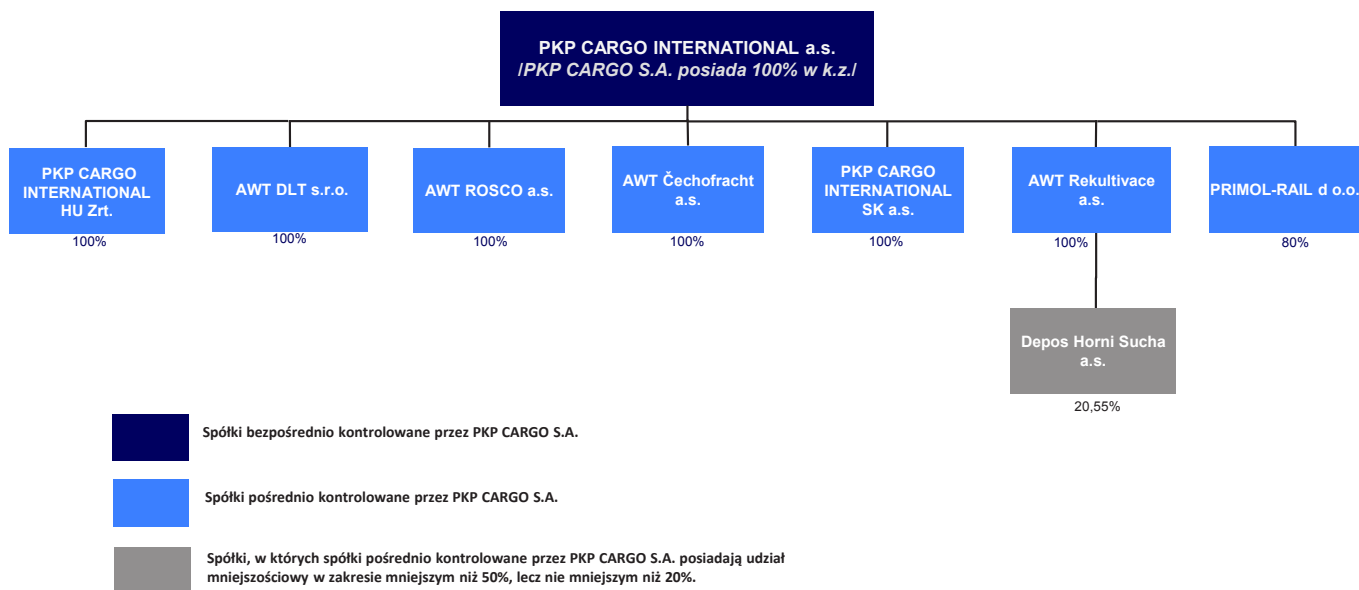 PKP CARGO INTERNATIONAL a.s.
/PKP CARGO S.A. posiada 100% w k.z./
PKP CARGO
INTERNATIONAL
HU Zrt.
100%
AWT DLT s.r.o.
100%
AWT ROSCO a.s.
100%
AWT Čechofracht
a.s.
100%
PKP CARGO
INTERNATIONAL
SK a.s.
100%
AWT Rekultivace
a.s.
100%
PRIMOL-RAIL d o.o.
80%
Depos Horni Sucha
a.s.
20,55%
Spółki bezpośrednio kontrolowane przez PKP CARGO S.A.
Spółki pośrednio kontrolowane przez PKP CARGO S.A.
Spółki, w których spółki pośrednio kontrolowane przez PKP CARGO S.A. posiadają udział
mniejszościowy w zakresie mniejszym niż 50%, lecz nie mniejszym niż 20%.